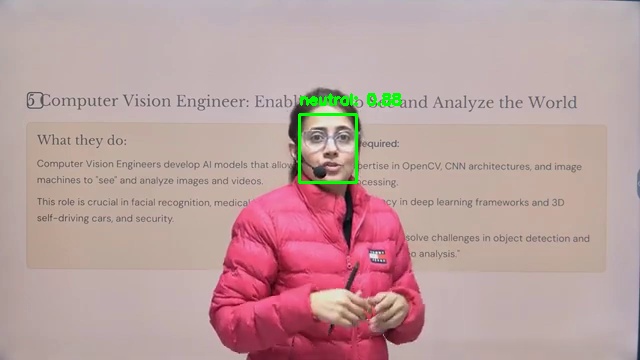 neutral: 0.88
5 Computer Vision Engineer: Enab and Analyze the World
What they do:
equired:
Computer Vision Engineers develop AI models that allow pertise in OpenCV, CNN architectures, and image
machines to "see" and analyze images and videos. ocessing.
This role is crucial in facial recognition, medical cy in deep learning frameworks and 3D
self-driving cars, and security.
solve challenges in object detection and
o analysis."
TOMMY